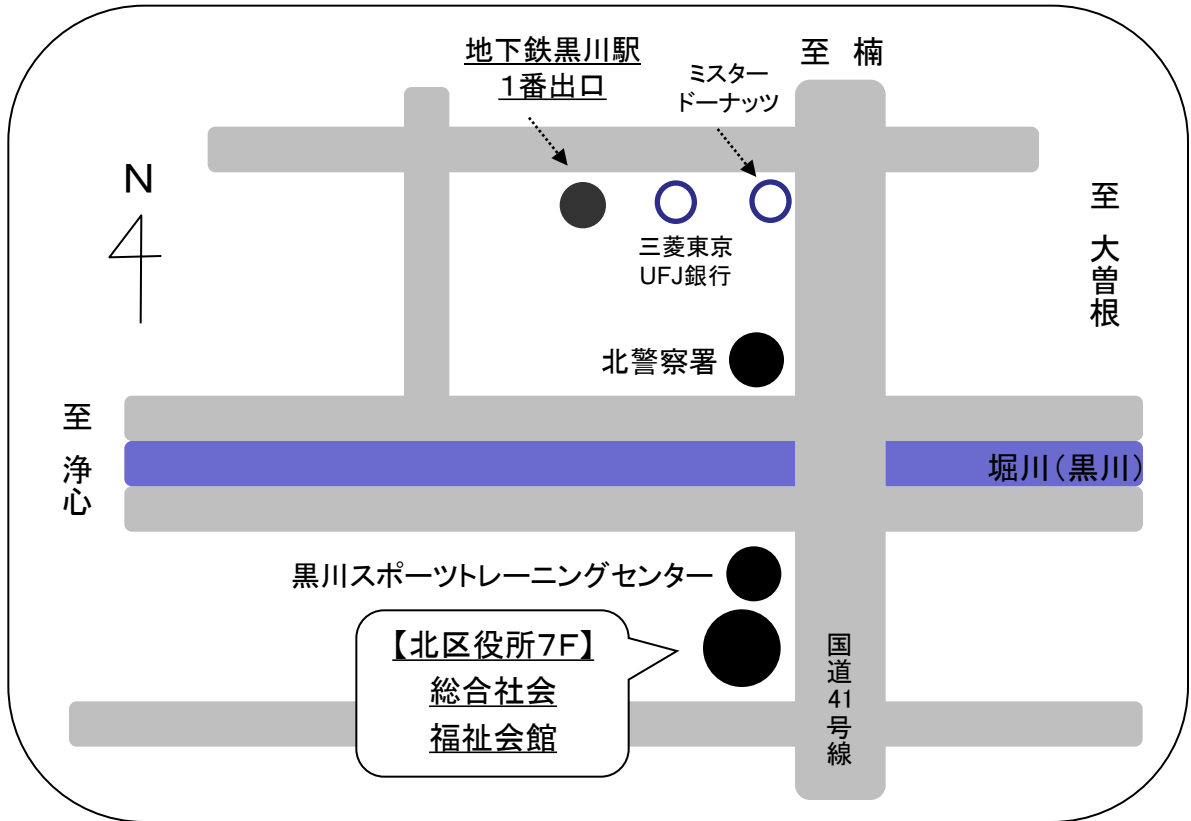 地下鉄黒川駅
1番出口
ミスター
ドーナッツ
至 楠
N
三菱東京
UFJ銀行
至 大曽根
北警察署
至 浄心
堀川(黒川)
黒川スポーツトレーニングセンター
【北区役所7F】
総合社会
福祉会館
国道41号線